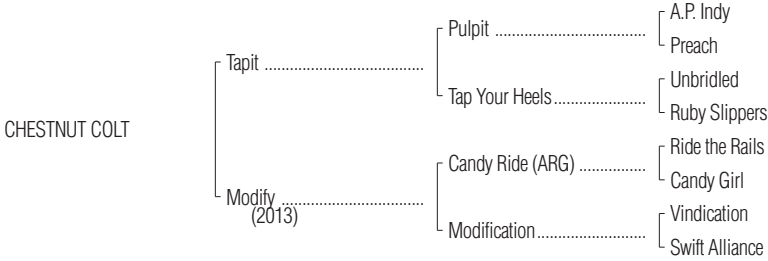 A.P. Indy
Pulpit ......................................
Preach
Tapit ........................................
Unbridled
Tap Your Heels.......................
Ruby Slippers
CHESTNUT COLT
Ride the Rails
Candy Ride (ARG) .................
Candy Girl
Modify ....................................
(2013)
Vindication
Modification...........................
Swift Alliance